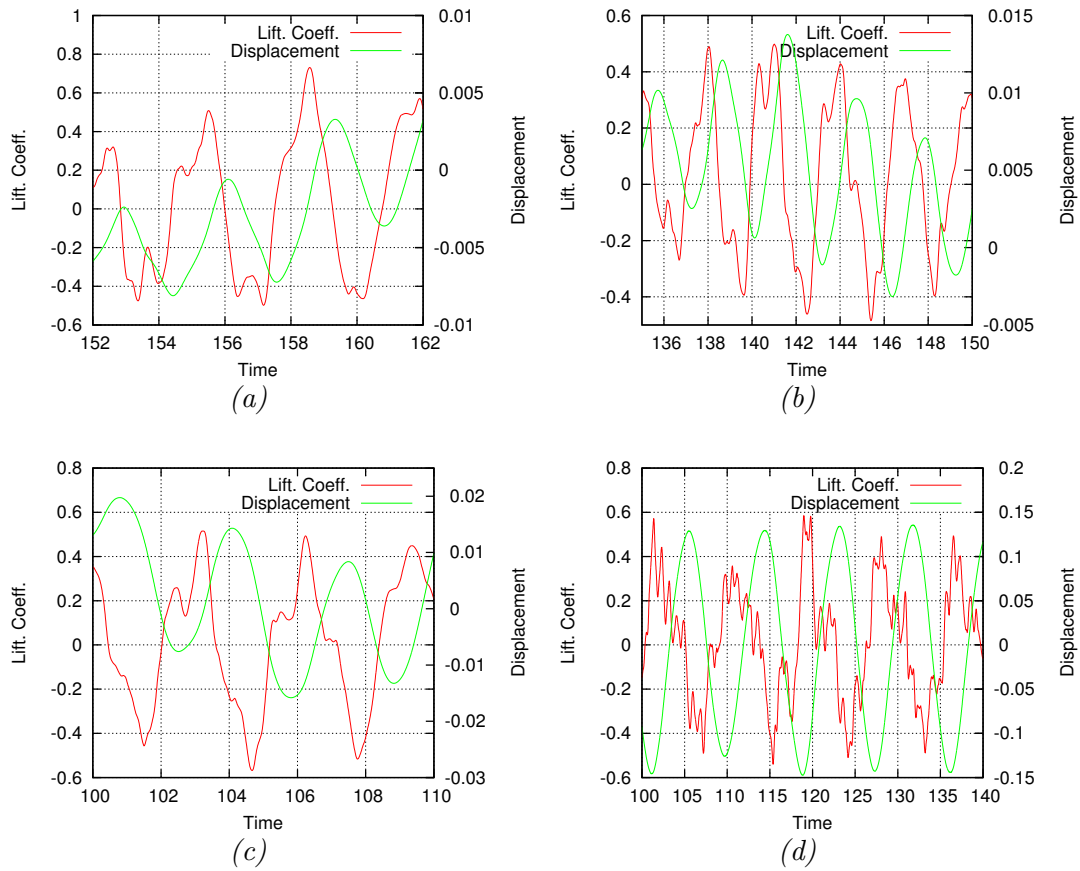 1
0.8
0.6
0.4
0.2
0
-0.2
-0.4
-0.6
0.01
0.005
0
-0.005
-0.01
152 154 156 158 160 162
Lift. Coeff.
Displacement
Lift. Coeff.
Displacement
Time
(a)
0.6
0.4
0.2
0
-0.2
-0.4
0.015
0.01
0.005
0
-0.005
136 138 140 142 144 146 148 150
Lift. Coeff.
Displacement
Lift. Coeff.
Displacement
Time
(b)
0.8
0.6
0.4
0.2
0
-0.2
-0.4
-0.6
0.02
0.01
0
-0.01
-0.02
-0.03
100 102 104 106 108 110
Lift. Coeff.
Displacement
Lift. Coeff.
Displacement
Time
(c)
0.8
0.6
0.4
0.2
0
-0.2
-0.4
-0.6
0.2
0.15
0.1
0.05
0
-0.05
-0.1
-0.15
100 105 110 115 120 125 130 135 140
Lift. Coeff.
Displacement
Lift. Coeff.
Displacement
Time
(d)